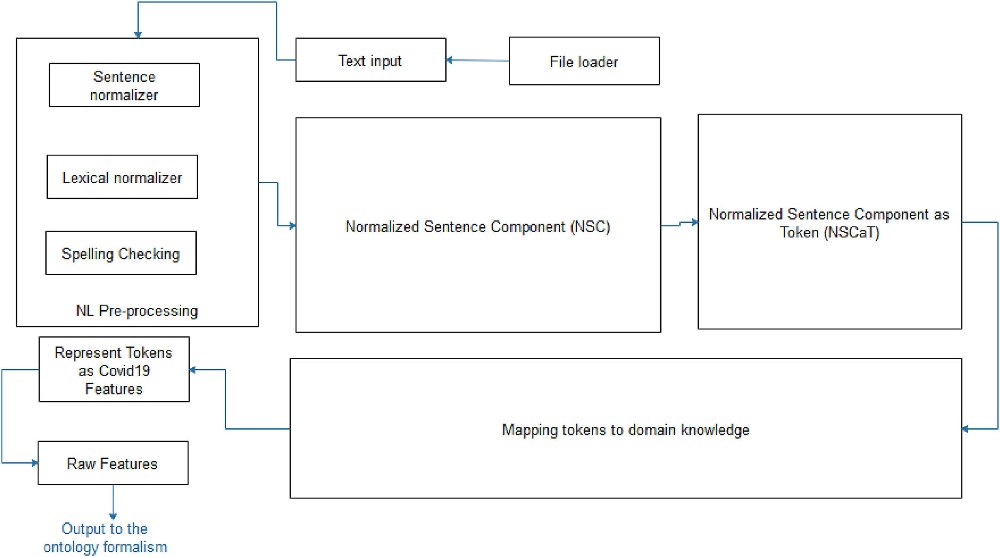 Text input
File loader
Sentence
normalizer
Lexical normalizer
Spelling Checking
NL Pre-processing
Normalized Sentence Component (NSC)
Normalized Sentence Component as
Token (NSCaT)
Represent Tokens
as Covid19
Features
Mapping tokens to domain knowledge
Raw Features
Output to the
ontology formalism